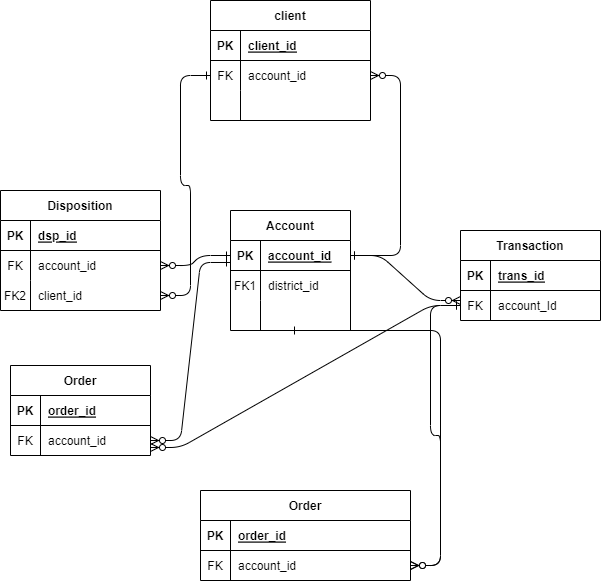 client
PK client_id
FK account_id
Disposition
PK dsp_id
FK account_id
FK2 client_id
Account
PK account_id
FK1 district_id
Transaction
PK trans_id
FK account_Id
Order
PK order_id
FK account_id
Order
PK order_id
FK account_id